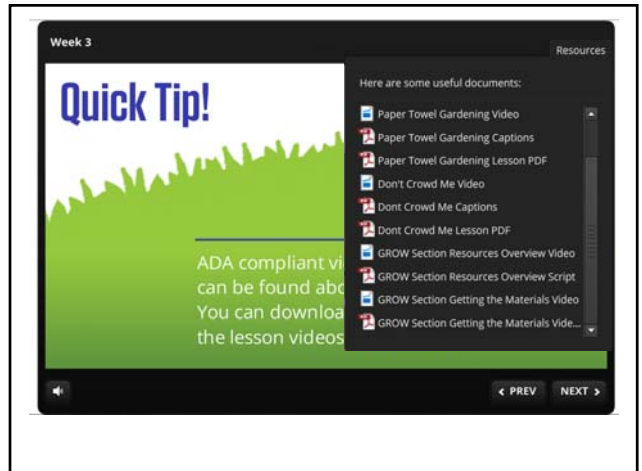 Week 3
Resources
Quick Tip!
Here are some useful documents:
Paper Towel Gardening Video
Paper Towel Gardening Captions
Paper Towel Gardening Lesson PDF
Don't Crowd Me Video
Dont Crowd Me Captions
Dont Crowd Me Lesson PDF
GROW Section Resources Overview Video
GROW Section Resources Overview Script
GROW Section Getting the Materials Video
GROW Section Getting the Materials Vide...
ADA compliant vi
can be found abo
You can downloa
the lesson videos
PREV
NEXT